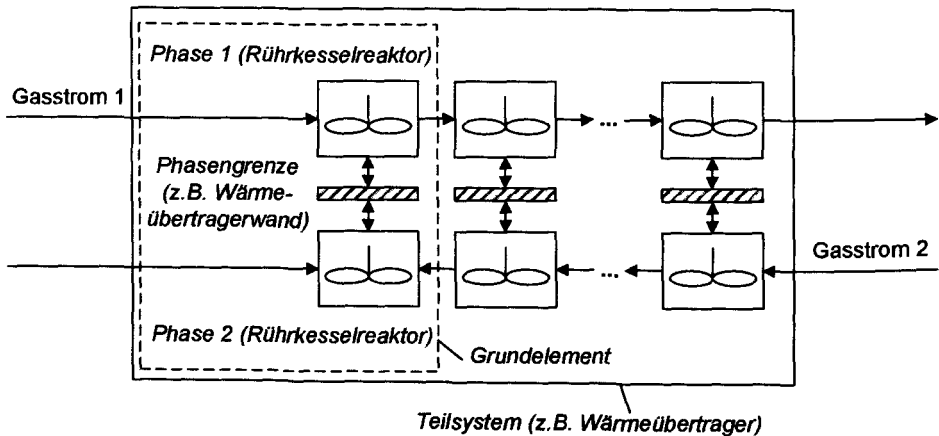 Phase 1 (Rührkesselreaktor)
Gasstrom 1
...
Phasengrenze
(z.B. Wärme-
übertragerwand)
Gasstrom 2
...
Phase 2 (Rührkesselreaktor)
Grundelement
Teilsystem (z.B. Wärmeübertrager)